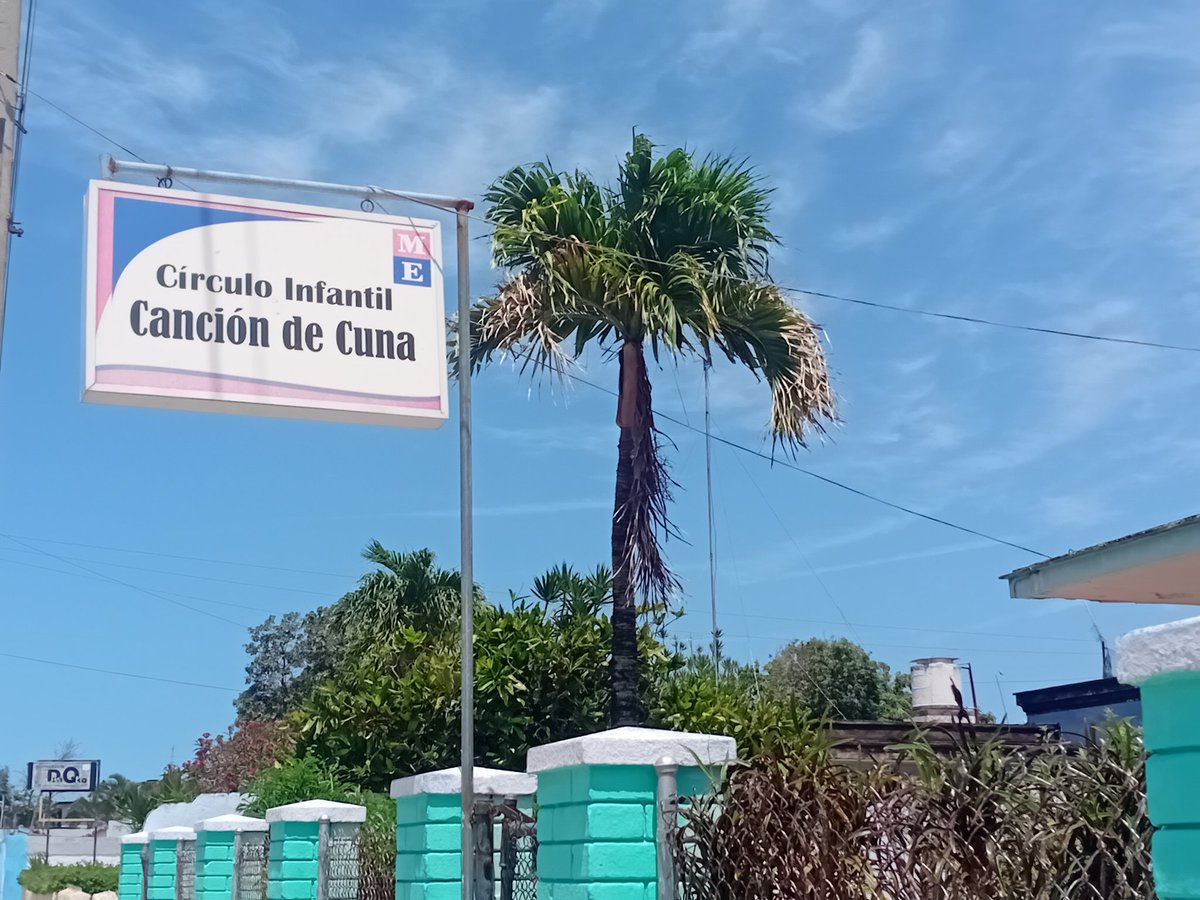 M
E
Círculo Infantil
Canción de Cuna